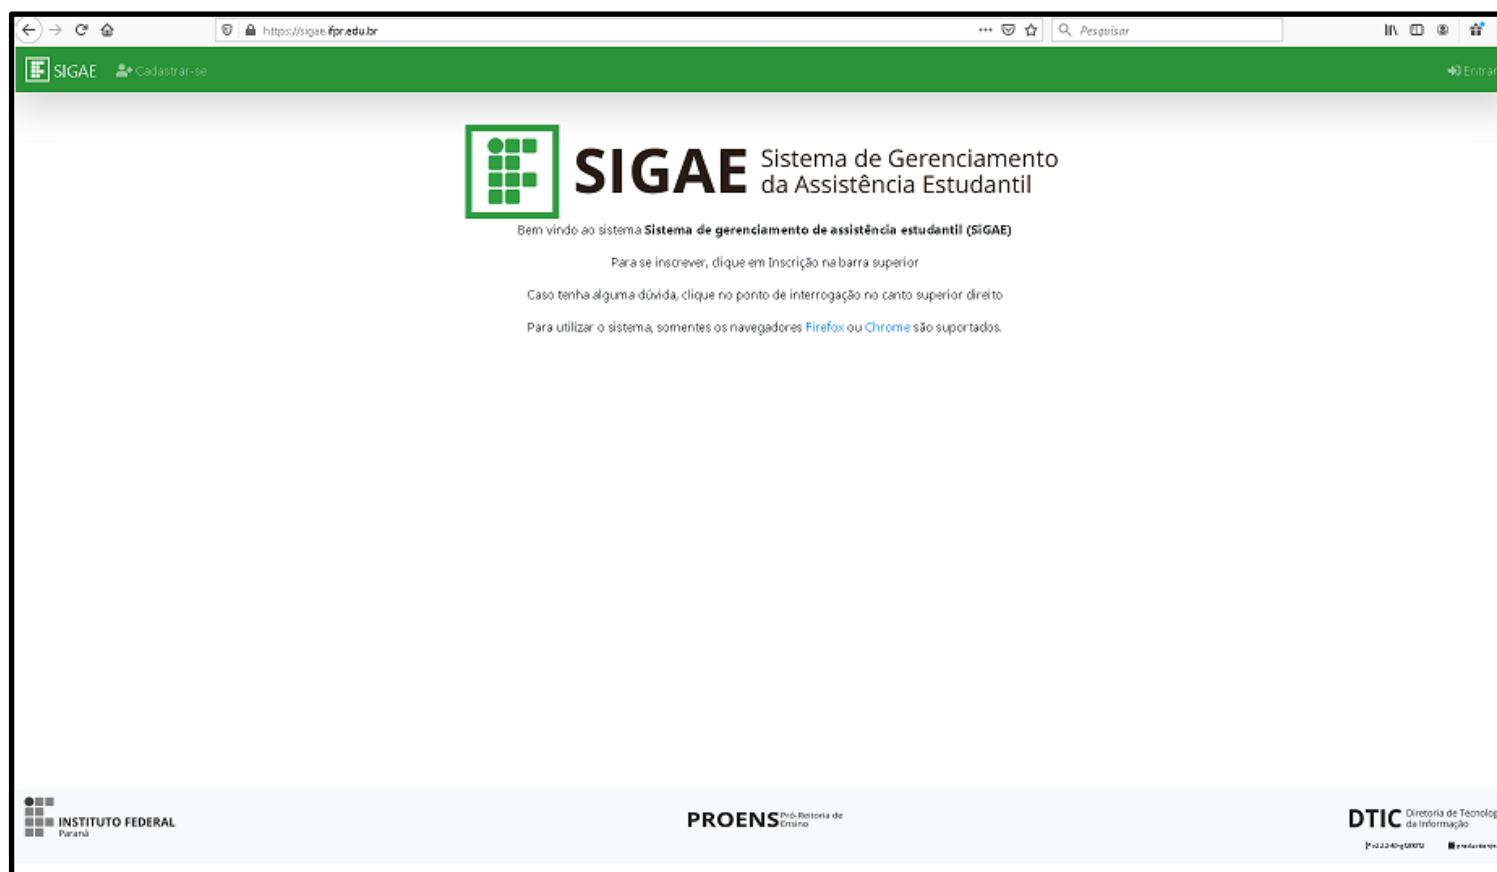 https://sigae.ifpr.edu.br
Pesquisar
SIGAE Cadastrar-se
Entrar
SIGAE Sistema de Gerenciamento
da Assistência Estudantil
Bem vindo ao sistema Sistema de gerenciamento de assistência estudantil (SiGAE)
Para se inscrever, clique em Inscrição na barra superior
Caso tenha alguma dúvida, clique no ponto de interrogação no canto superior direito
Para utilizar o sistema, somentes os navegadores Firefox ou Chrome são suportados.
INSTITUTO FEDERAL
Paraná
PROENS Pró-Reitoria de
Ensino
DTIC Diretoria de Tecnolog
da Informação